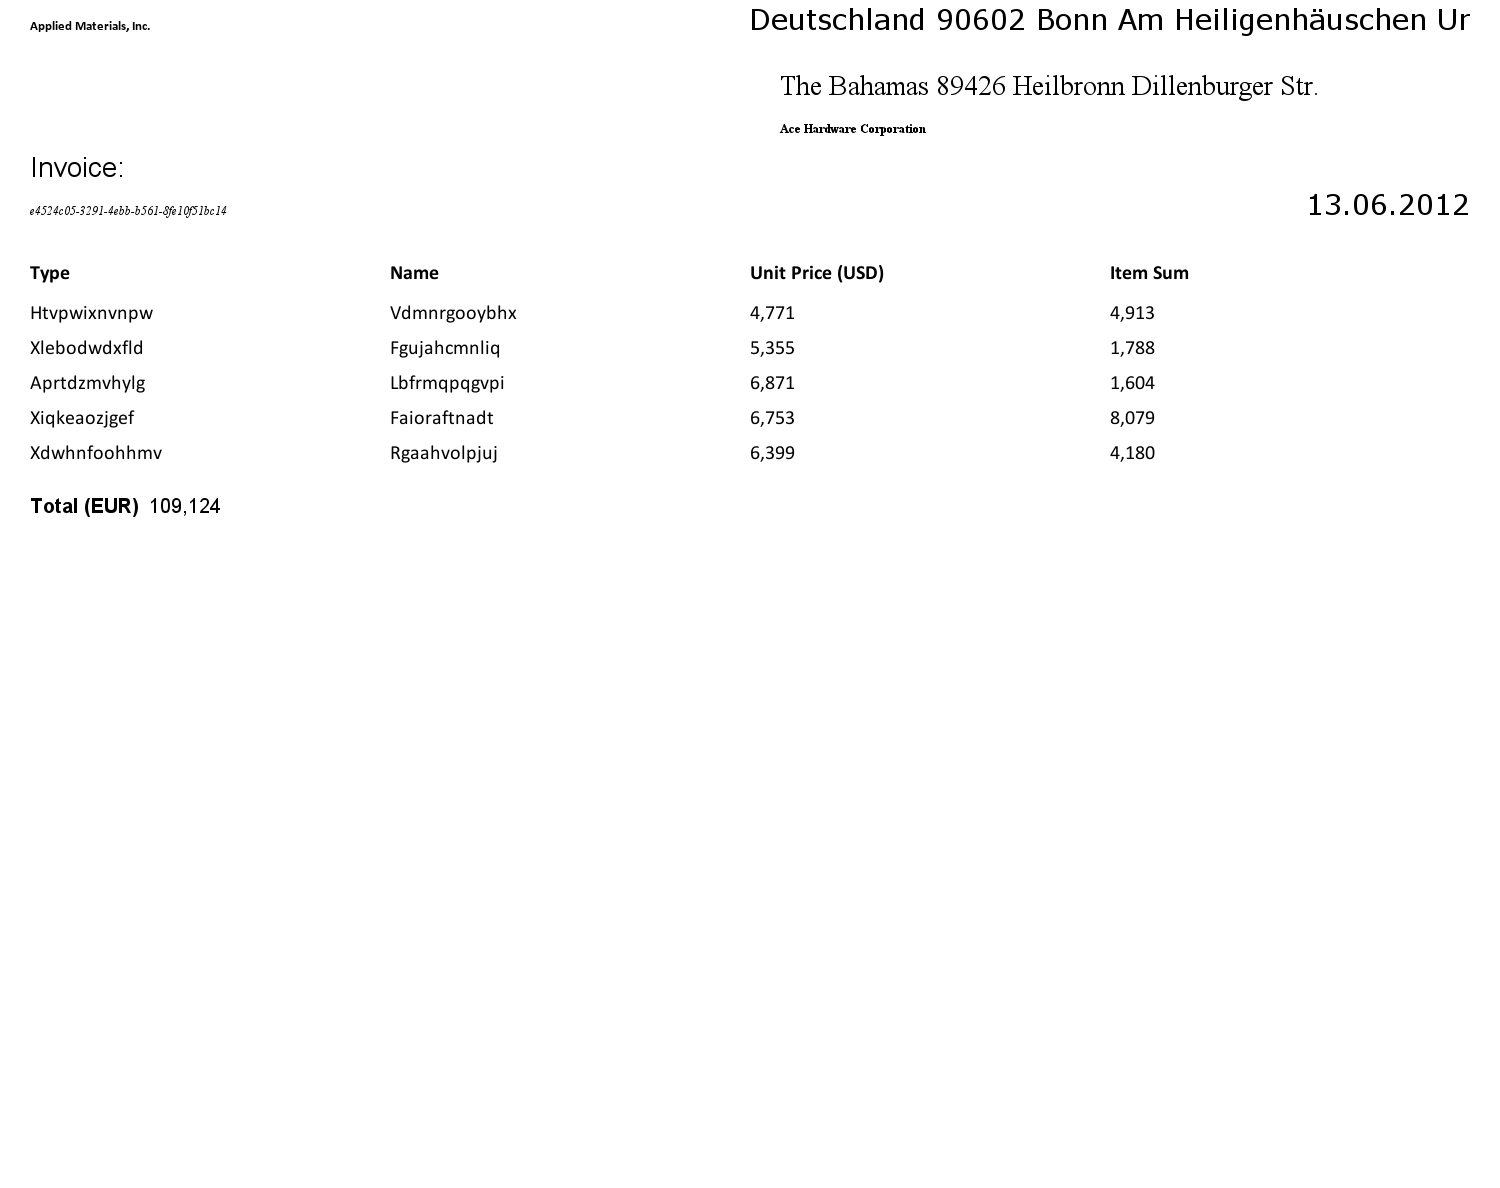 Applied Materials, Inc.
Deutschland 90602 Bonn Am Heiligenhäuschen Ur
The Bahamas 89426 Heilbronn Dillenburger Str.
Ace Hardware Corporation
Invoice:
e4524c05-3291-4ebb-b561-8fe10f51bc14
13.06.2012
Type Name Unit Price (USD) Item Sum
Htvpwixnvnpw Vdmnrgooybhx 4,771 4,913
Xlebodwdxfld Fgujahcmnliq 5,355 1,788
Aprtdzmvhylg Lbfrmqpqgvpi 6,871 1,604
Xiqkeaozjgef Faioraftnadt 6,753 8,079
Xdwhnfoohhmv Rgaahvolpjuj 6,399 4,180
Total (EUR) 109,124